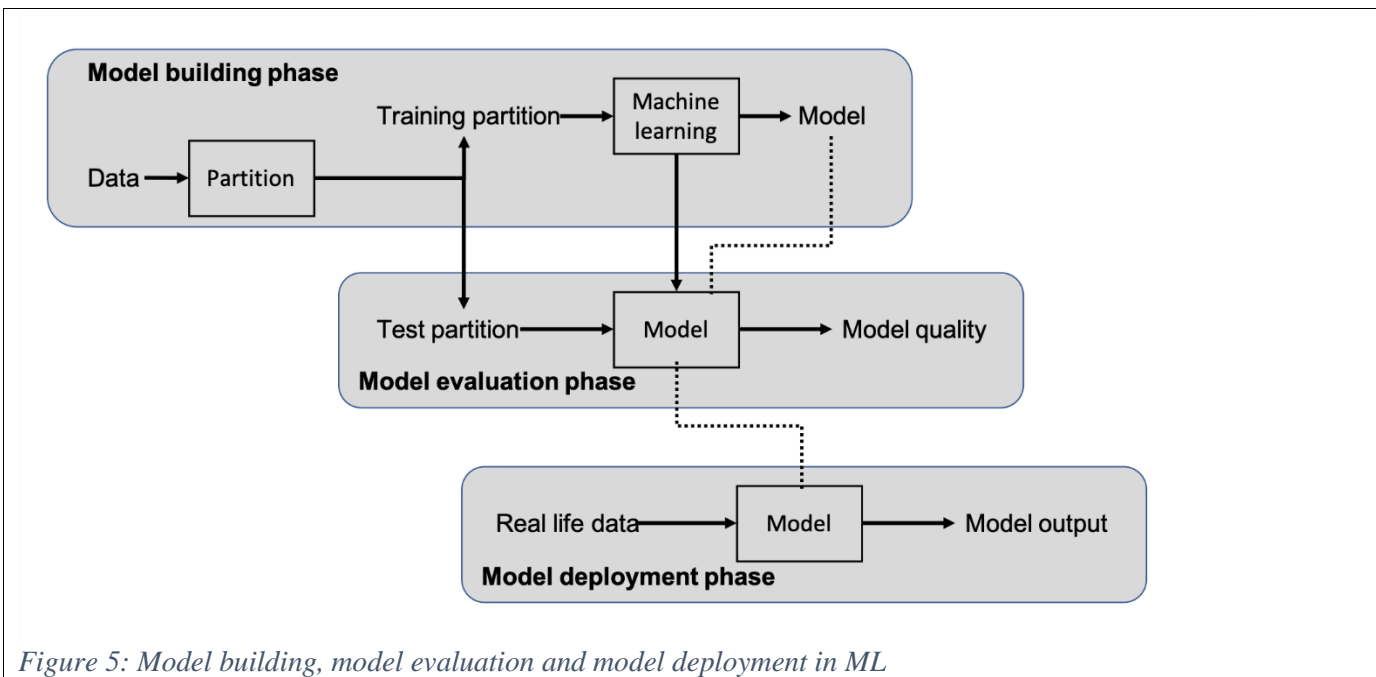 Model building phase
Training partition
Machine
learning
Model
Data
Partition
Test partition
Model
Model quality
Model evaluation phase
Real life data
Model
Model output
Model deployment phase
Figure 5: Model building, model evaluation and model deployment in ML